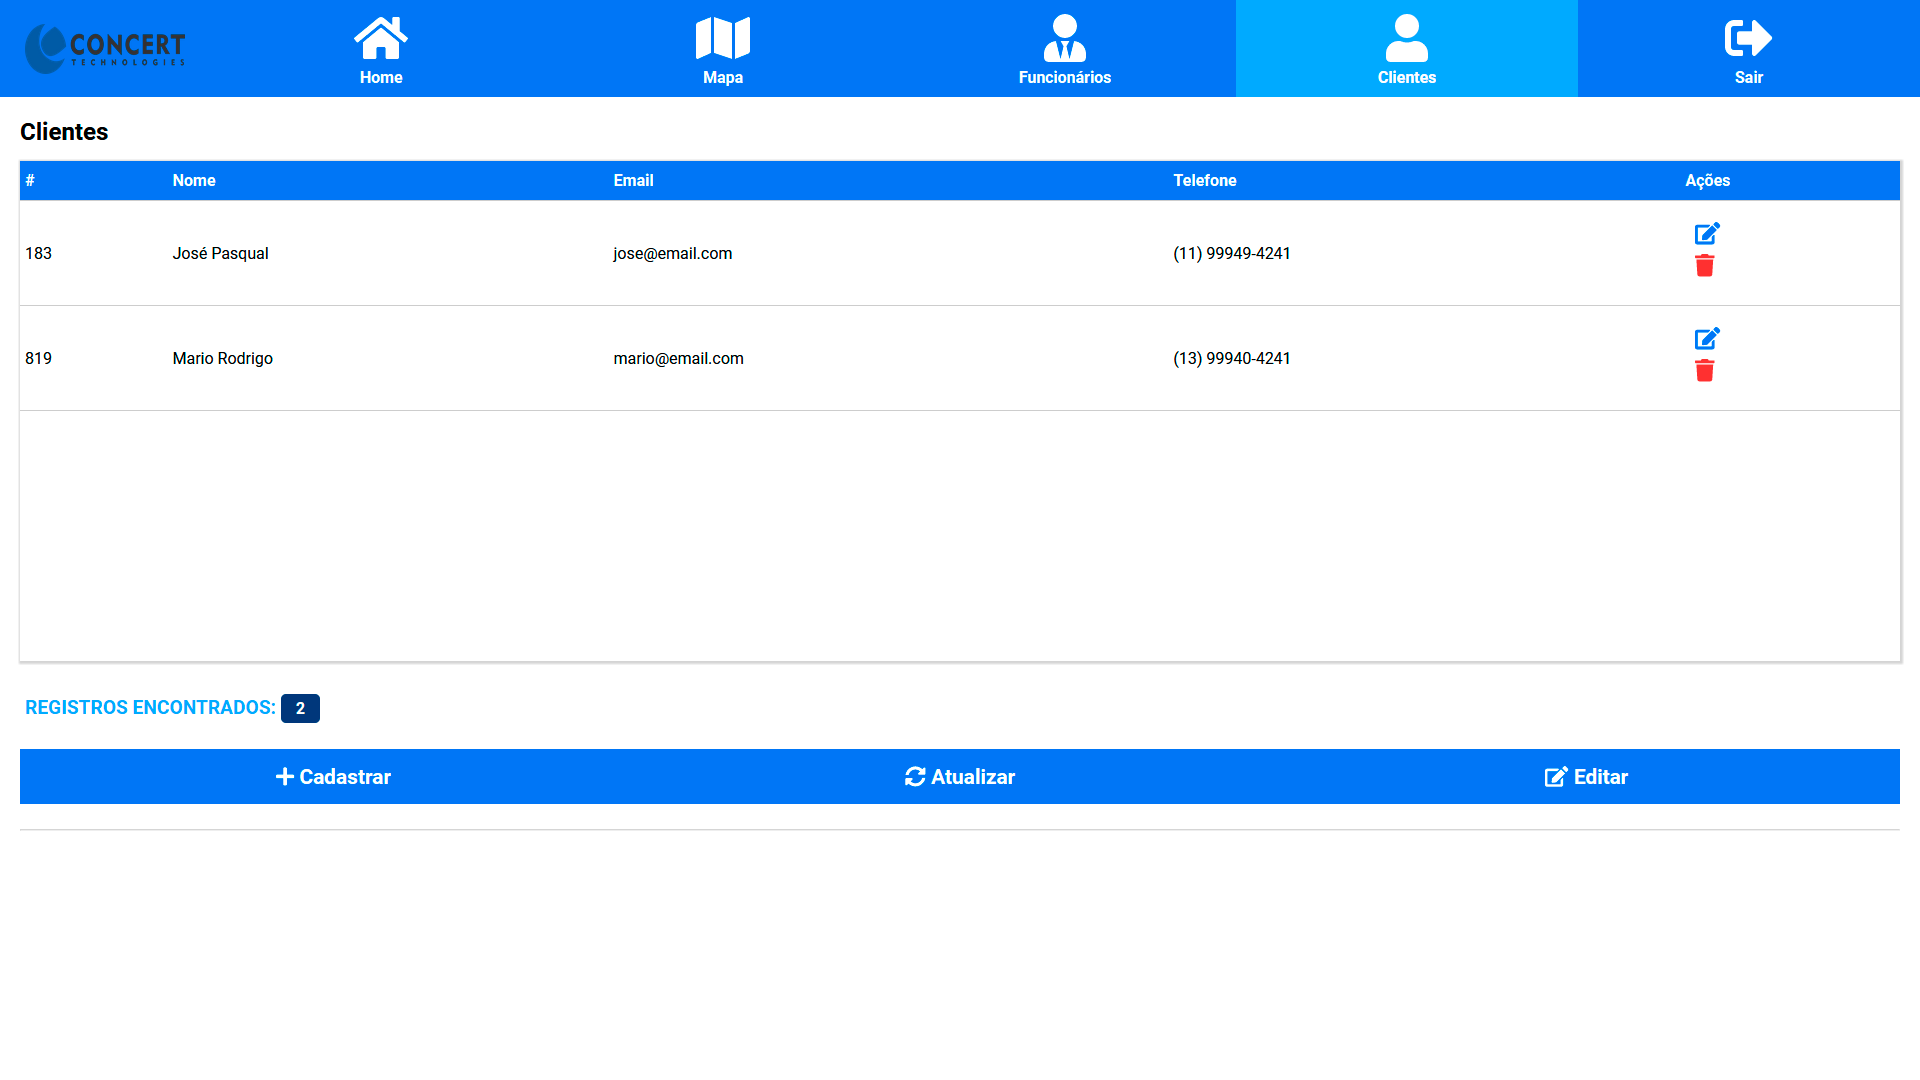 CONCERT
TECHNOLOGIES
Home
Mapa
Funcionários
Clientes
Sair
Clientes
# Nome Email Telefone Ações
183 José Pasqual jose@email.com (11) 99949-4241
819 Mario Rodrigo mario@email.com (13) 99940-4241
REGISTROS ENCONTRADOS: 2
Cadastrar Atualizar Editar